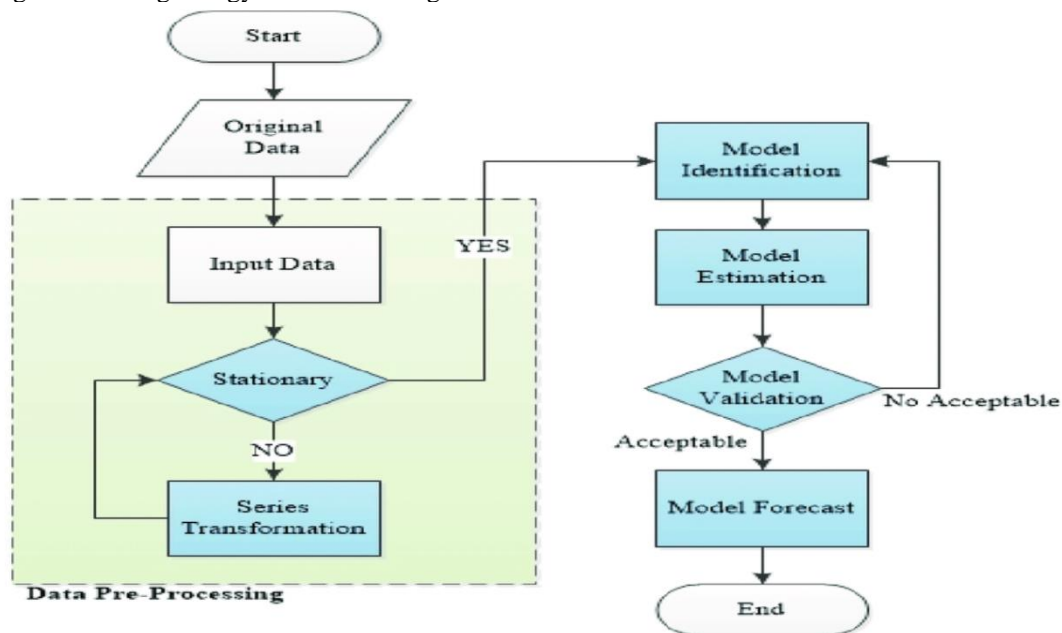 Start
Original
Data
Input Data
Stationary
YES
NO
Series
Transformation
Data Pre-Processing
Model
Identification
Model
Estimation
Model
Validation
No Acceptable
Acceptable
Model Forecast
End